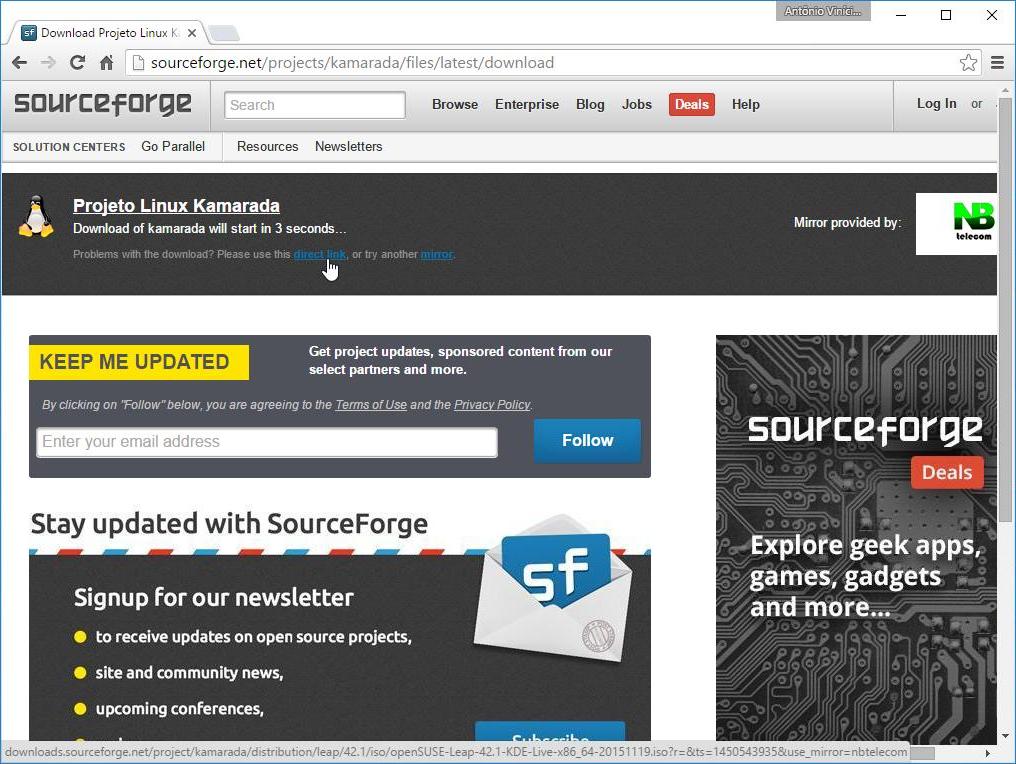 Antônio Viníci...
sf Download Projeto Linux K
sourceforge.net/projects/kamarada/files/latest/download
sourceforge
Search
Browse Enterprise Blog Jobs Deals Help
Log In or
SOLUTION CENTERS Go Parallel Resources Newsletters
Projeto Linux Kamarada
Download of kamarada will start in 3 seconds...
Problems with the download? Please use this direct link, or try another mirror.
Mirror provided by:
NB
telecom
KEEP ME UPDATED
Get project updates, sponsored content from our
select partners and more.
By clicking on "Follow" below, you are agreeing to the Terms of Use and the Privacy Policy.
Enter your email address
Follow
Stay updated with SourceForge
sf
Signup for our newsletter
to receive updates on open source projects,
site and community news,
upcoming conferences,
Subscribe
sourceforge
Deals
Explore geek apps,
games, gadgets
and more...
downloads.sourceforge.net/project/kamarada/distribution/leap/42.1/iso/openSUSE-Leap-42.1-KDE-Live-x86_64-20151119.iso?r=&ts=1450543935&use_mirror=nbtelecom